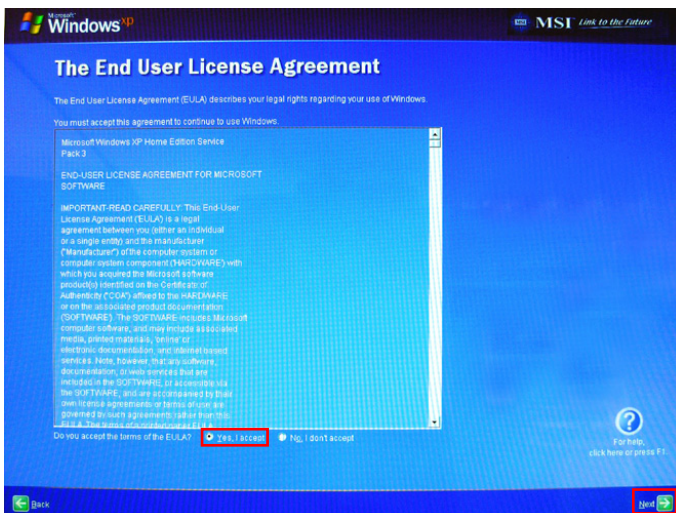 Microsoft
Windows xp
msi MSI Link to the Future
The End User License Agreement
The End User License Agreement (EULA) describes your legal rights regarding your use of Windows.
You must accept this agreement to continue to use Windows.
Microsoft Windows XP Home Edition Service
Pack 3
END-USER LICENSE AGREEMENT FOR MICROSOFT
SOFTWARE
IMPORTANT-READ CAREFULLY: This End-User
License Agreement ("EULA") is a legal
agreement between you (either an individual
or a single entity) and the manufacturer
("Manufacturer") of the computer system or
computer system component ("HARDWARE") with
which you acquired the Microsoft software
product(s) identified on the Certificate of
Authenticity ("COA") affixed to the HARDWARE
or on the associated product documentation
("SOFTWARE"). The SOFTWARE includes Microsoft
computer software, and may include associated
media, printed materials, "online" or
electronic documentation, and Internet based
services. Note, however, that any software,
documentation, or web services that are
included in the SOFTWARE, or accessible via
the SOFTWARE, and are accompanied by their
own license agreements or terms of use are
governed by such agreements rather than this
EULA. The terms of a printed paper EULA
Do you accept the terms of the EULA? Yes, I accept No, I don't accept
?
For help,
click here or press F1.
Back
Next